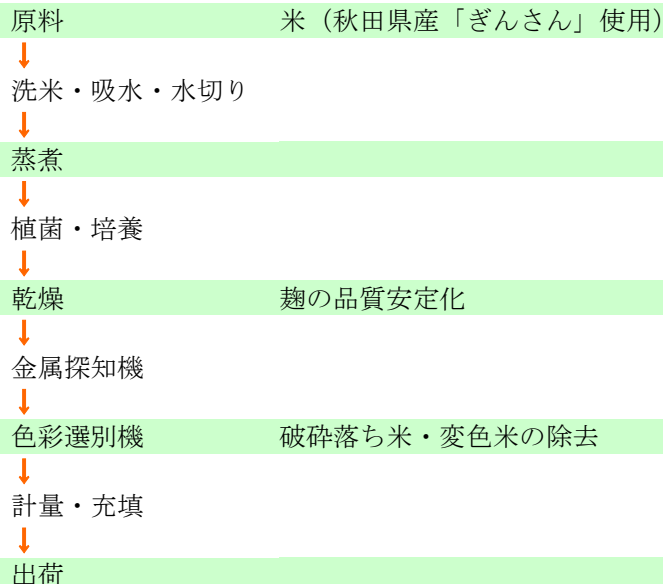 原料 米（秋田県産「ぎんさん」使用）
↓
洗米・吸水・水切り
↓
蒸煮
↓
植菌・培養
↓
乾燥 麹の品質安定化
↓
金属探知機
↓
色彩選別機 破砕落ち米・変色米の除去
↓
計量・充填
↓
出荷